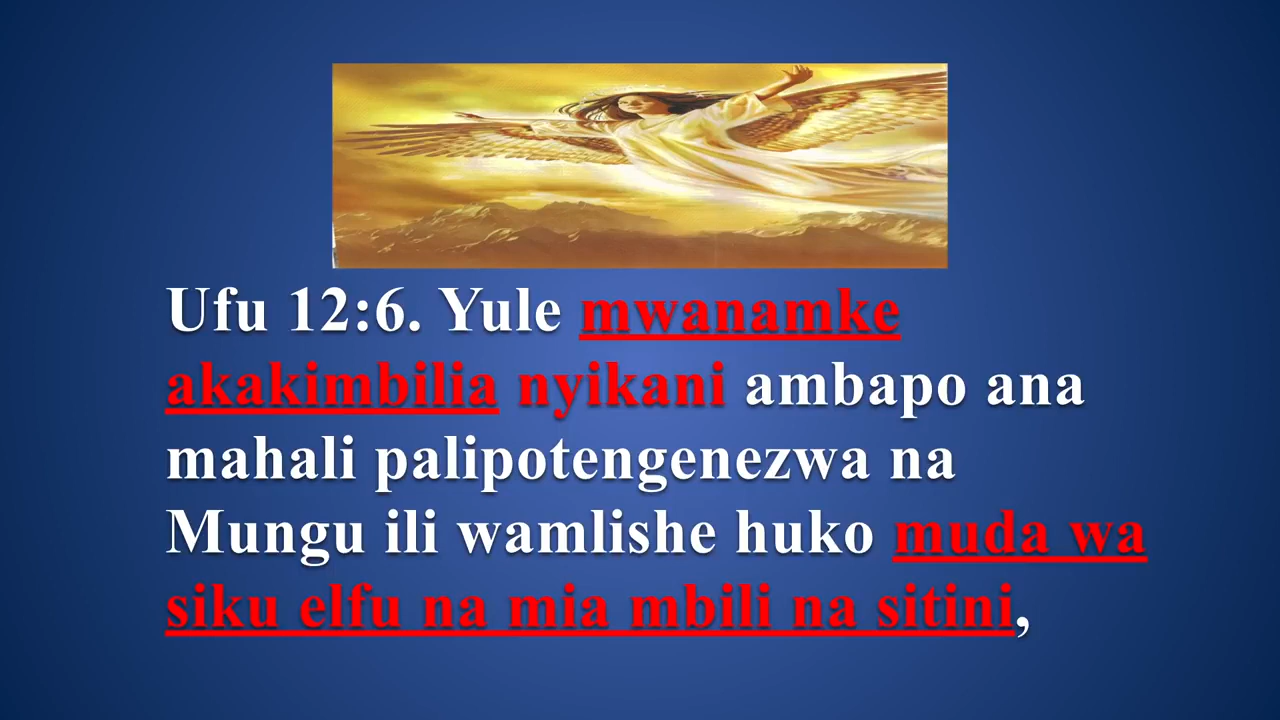 Ufu 12:6. Yule mwanamke
akakimbilia nyikani ambapo ana
mahali palipotengenezwa na
Mungu ili wamlishe huko muda wa
siku elfu na mia mbili na sitini,